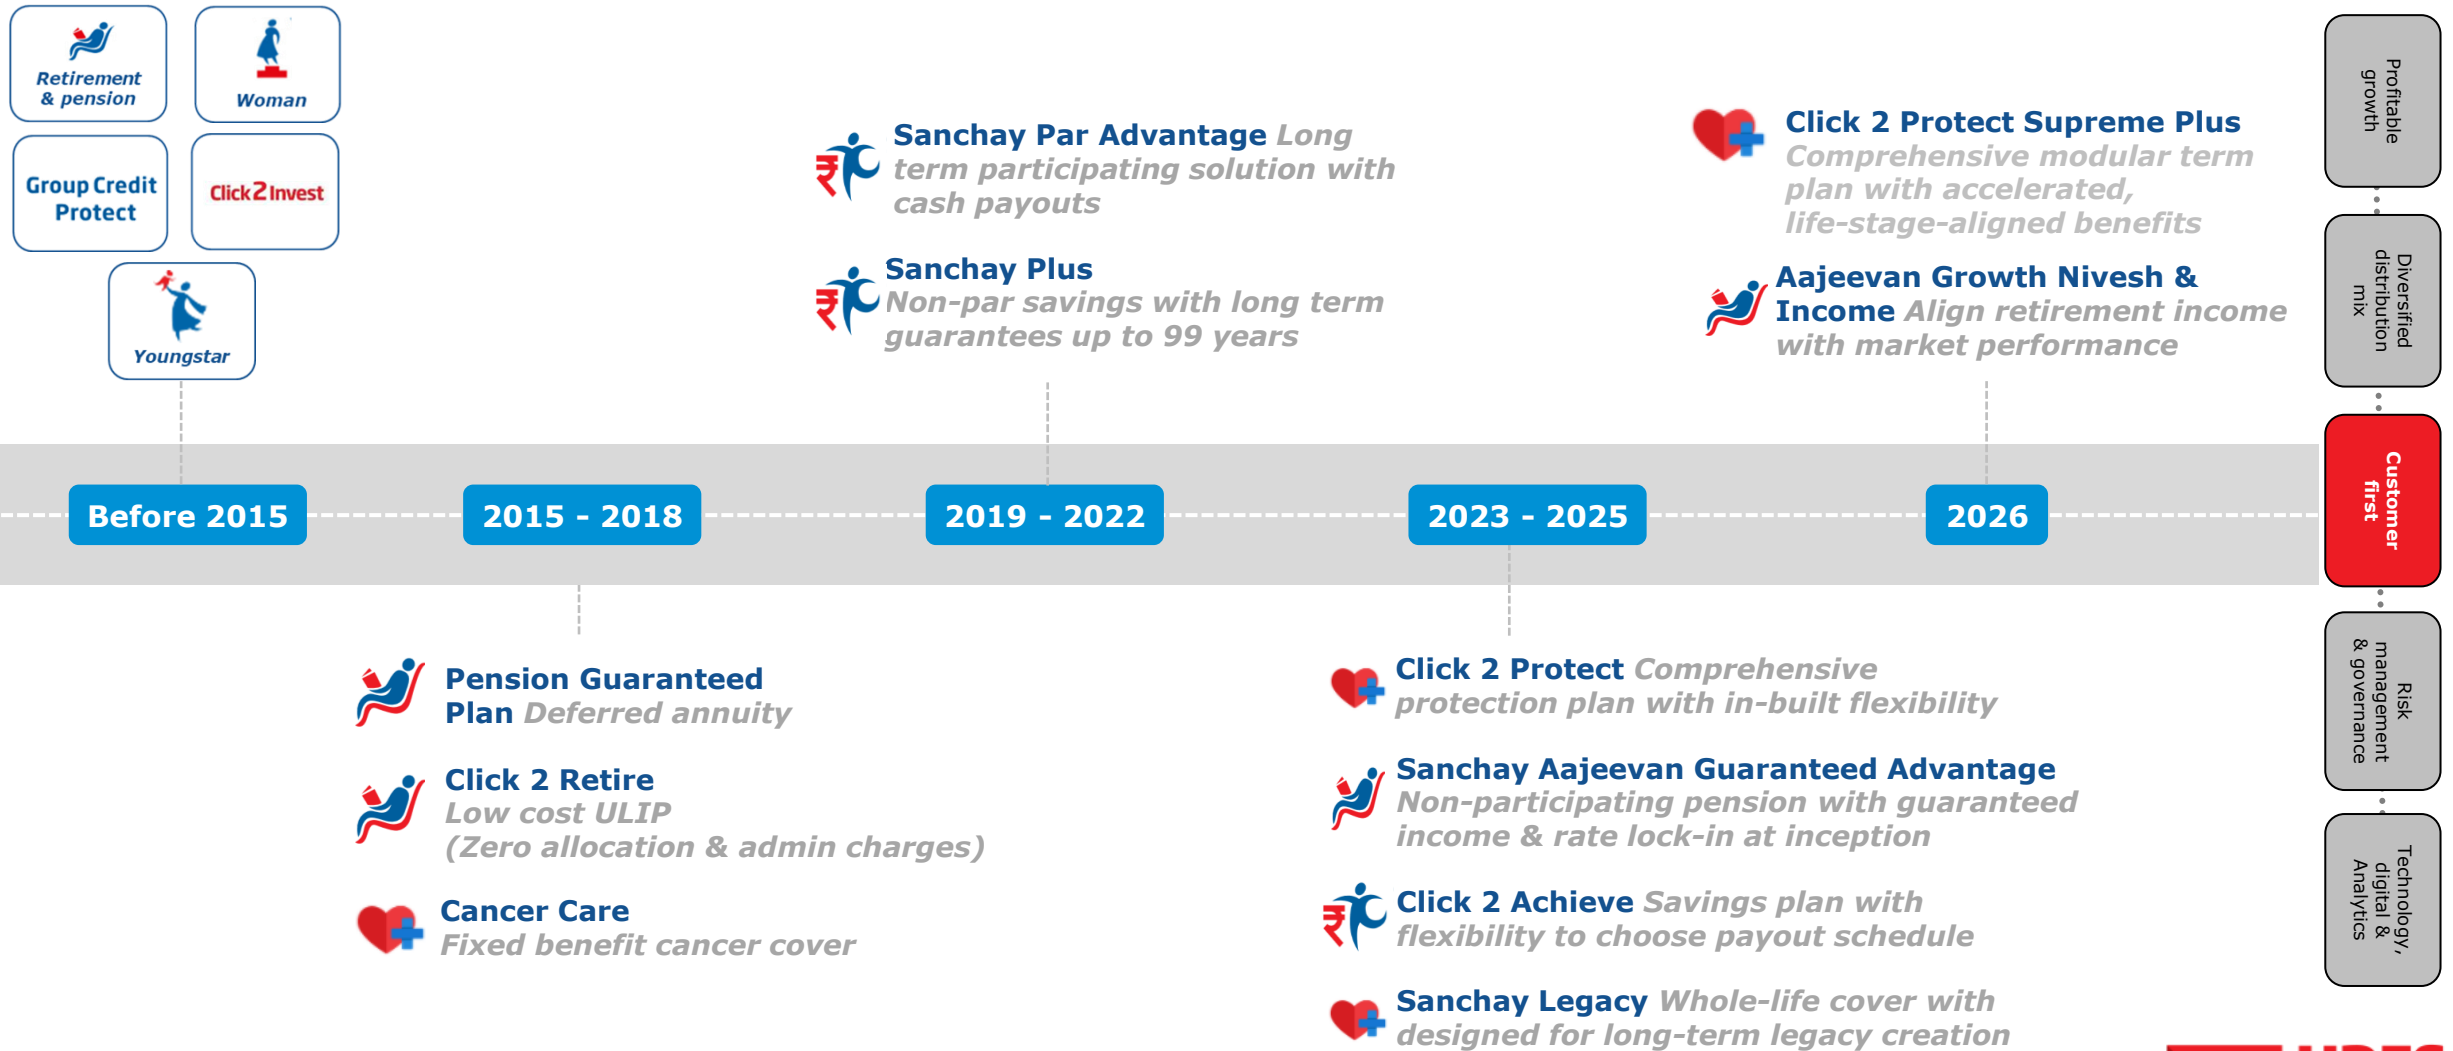 Retirement
& pension
Woman
Group Credit
Protect
Click2Invest
Youngstar
Sanchay Par Advantage Long
term participating solution with
cash payouts
Sanchay Plus
Non-par savings with long term
guarantees up to 99 years
Click 2 Protect Supreme Plus
Comprehensive modular term
plan with accelerated,
life-stage-aligned benefits
Aajeevan Growth Nivesh &
Income Align retirement income
with market performance
Before 2015
2015 - 2018
2019 - 2022
2023 - 2025
2026
Pension Guaranteed
Plan Deferred annuity
Click 2 Retire
Low cost ULIP
(Zero allocation & admin charges)
Cancer Care
Fixed benefit cancer cover
Click 2 Protect Comprehensive
protection plan with in-built flexibility
Sanchay Aajeevan Guaranteed Advantage
Non-participating pension with guaranteed
income & rate lock-in at inception
Click 2 Achieve Savings plan with
flexibility to choose payout schedule
Sanchay Legacy Whole-life cover with
designed for long-term legacy creation
Profitable
growth
Diversified
distribution
mix
Customer
first
Risk
management
& governance
Technology,
digital &
Analytics